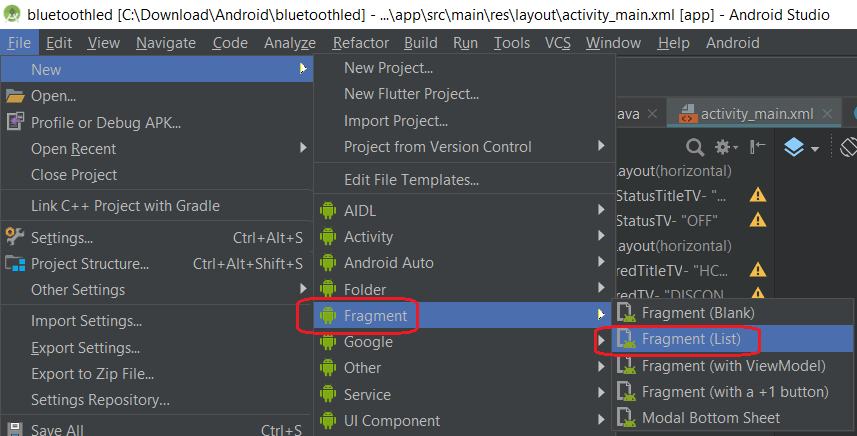 bluetoothled [C:\Download\Android\bluetoothled] - ...\app\src\main\res\layout\activity_main.xml [app] - Android Studio
File Edit View Navigate Code Analyze Refactor Build Run Tools VCS Window Help Android
New
Open...
Profile or Debug APK...
Open Recent
Close Project
Link C++ Project with Gradle
Settings... Ctrl+Alt+S
Project Structure... Ctrl+Alt+Shift+S
Other Settings
Import Settings...
Export Settings...
Export to Zip File...
Settings Repository...
Save All Ctrl+S
New Project...
New Flutter Project...
Import Project...
Project from Version Control
Edit File Templates...
AIDL
Activity
Android Auto
Folder
Fragment
Google
Other
Service
UI Component
Fragment (Blank)
Fragment (List)
Fragment (with ViewModel)
Fragment (with a +1 button)
Modal Bottom Sheet
ava
activity_main.xml
ayout(horizontal)
StatusTitleTV- "...
StatusTV- "OFF"
ayout(horizontal)
redTitleTV- "HC...
redTV- "DISCON